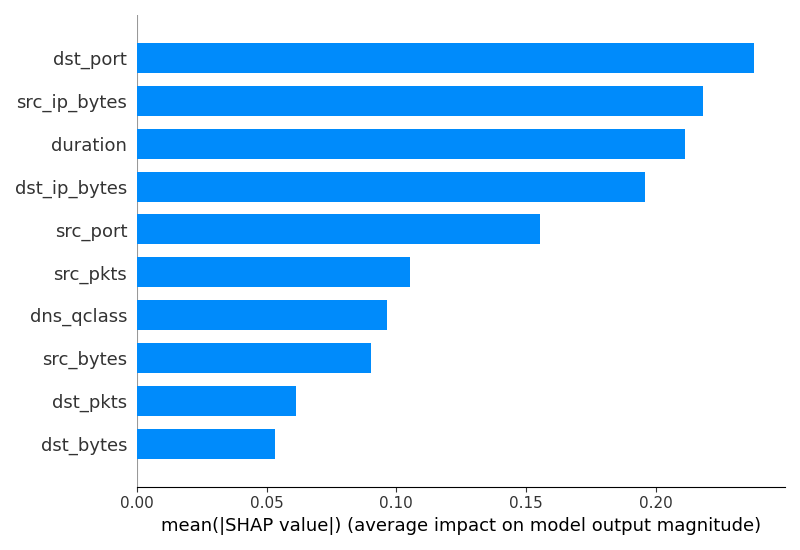 dst_port
src_ip_bytes
duration
dst_ip_bytes
src_port
src_pkts
dns_qclass
src_bytes
dst_pkts
dst_bytes
0.00 0.05 0.10 0.15 0.20
mean(|SHAP value|) (average impact on model output magnitude)